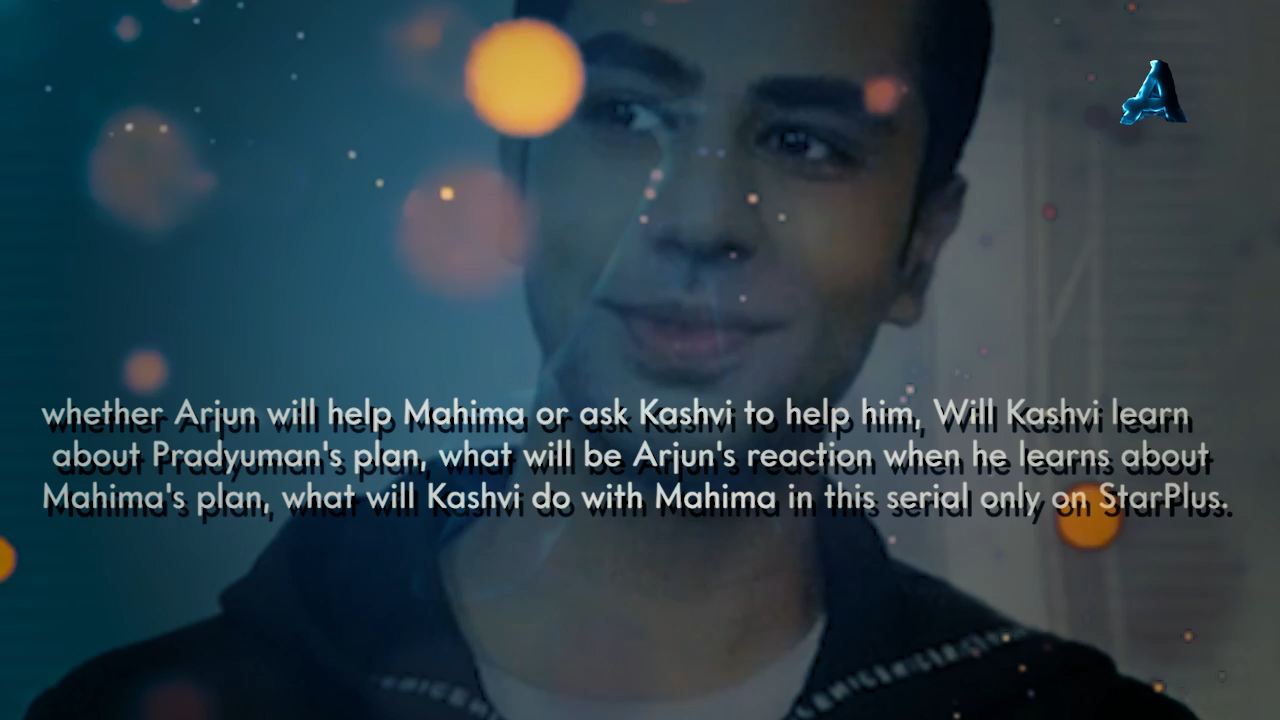 A
whether Arjun will help Mahima or ask Kashvi to help him, Will Kashvi learn
about Pradyuman's plan, what will be Arjun's reaction when he learns about
Mahima's plan, what will Kashvi do with Mahima in this serial only on StarPlus.